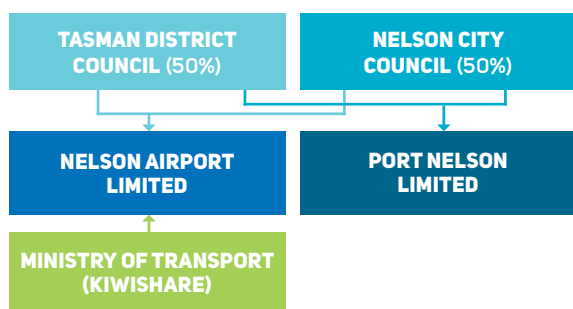 TASMAN DISTRICT
COUNCIL (50%)
NELSON CITY
COUNCIL (50%)
NELSON AIRPORT
LIMITED
PORT NELSON
LIMITED
MINISTRY OF TRANSPORT
(KIWISHARE)